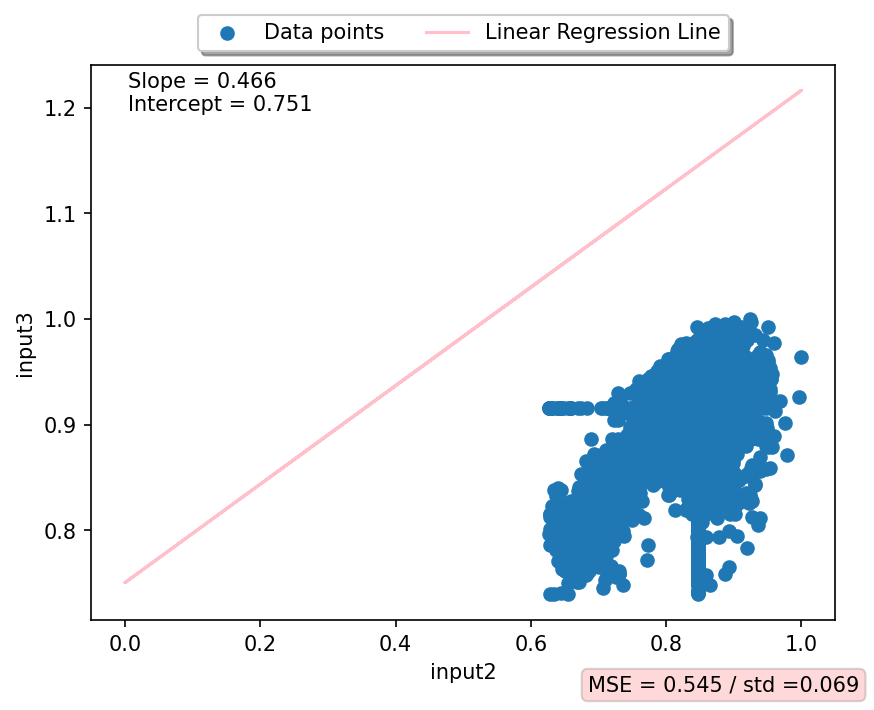 Data points
Linear Regression Line
Slope = 0.466
Intercept = 0.751
input3
1.2
1.1
1.0
0.9
0.8
0.0
0.2
0.4
0.6
0.8
1.0
input2
MSE = 0.545 / std =0.069